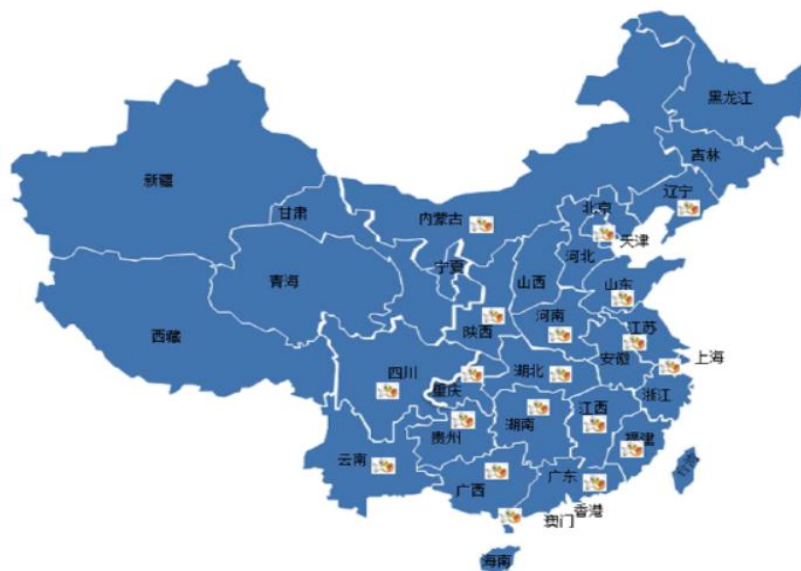 黑龙江
吉林
新疆
辽宁
北京
甘肃
内蒙古
天津
河北
宁夏
青海
山西
山东
河南
江苏
陕西
西藏
安徽
上海
四川
湖北
重庆
浙江
江西
湖南
贵州
福建
云南
台湾
广东
广西
香港
澳门
海南